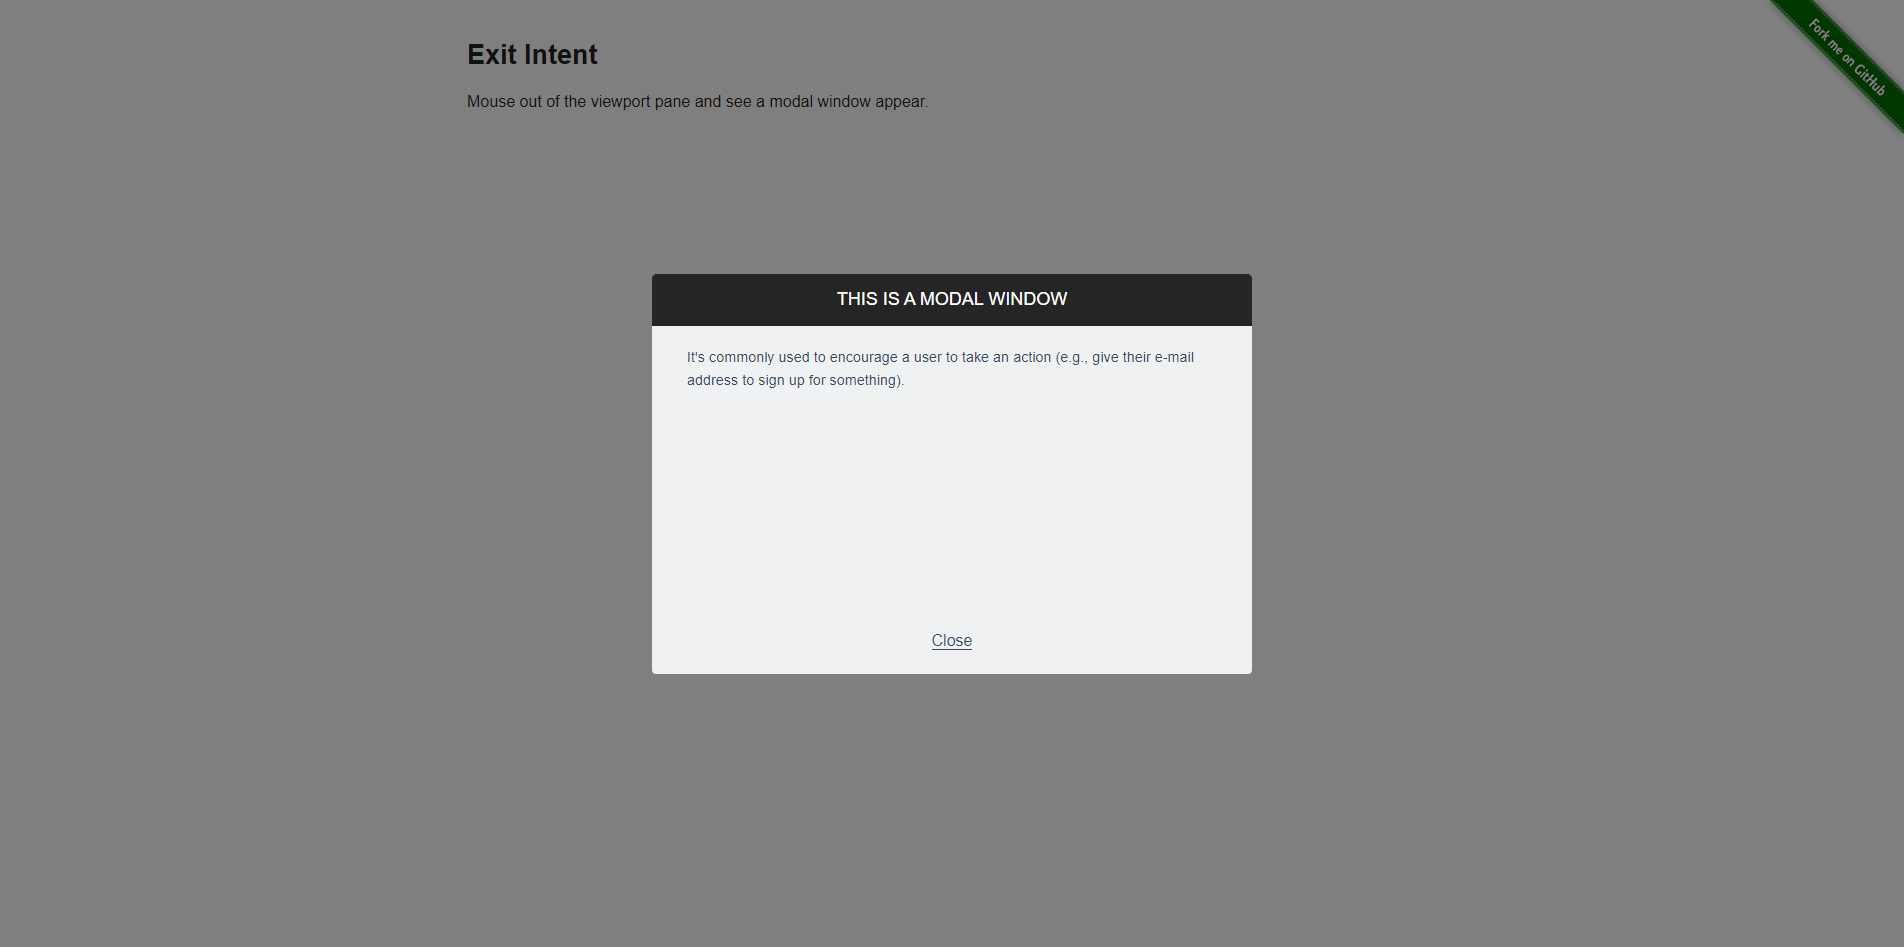 Exit Intent
Mouse out of the viewport pane and see a modal window appear.
Fork me on GitHub
THIS IS A MODAL WINDOW
It's commonly used to encourage a user to take an action (e.g., give their e-mail
address to sign up for something).
Close